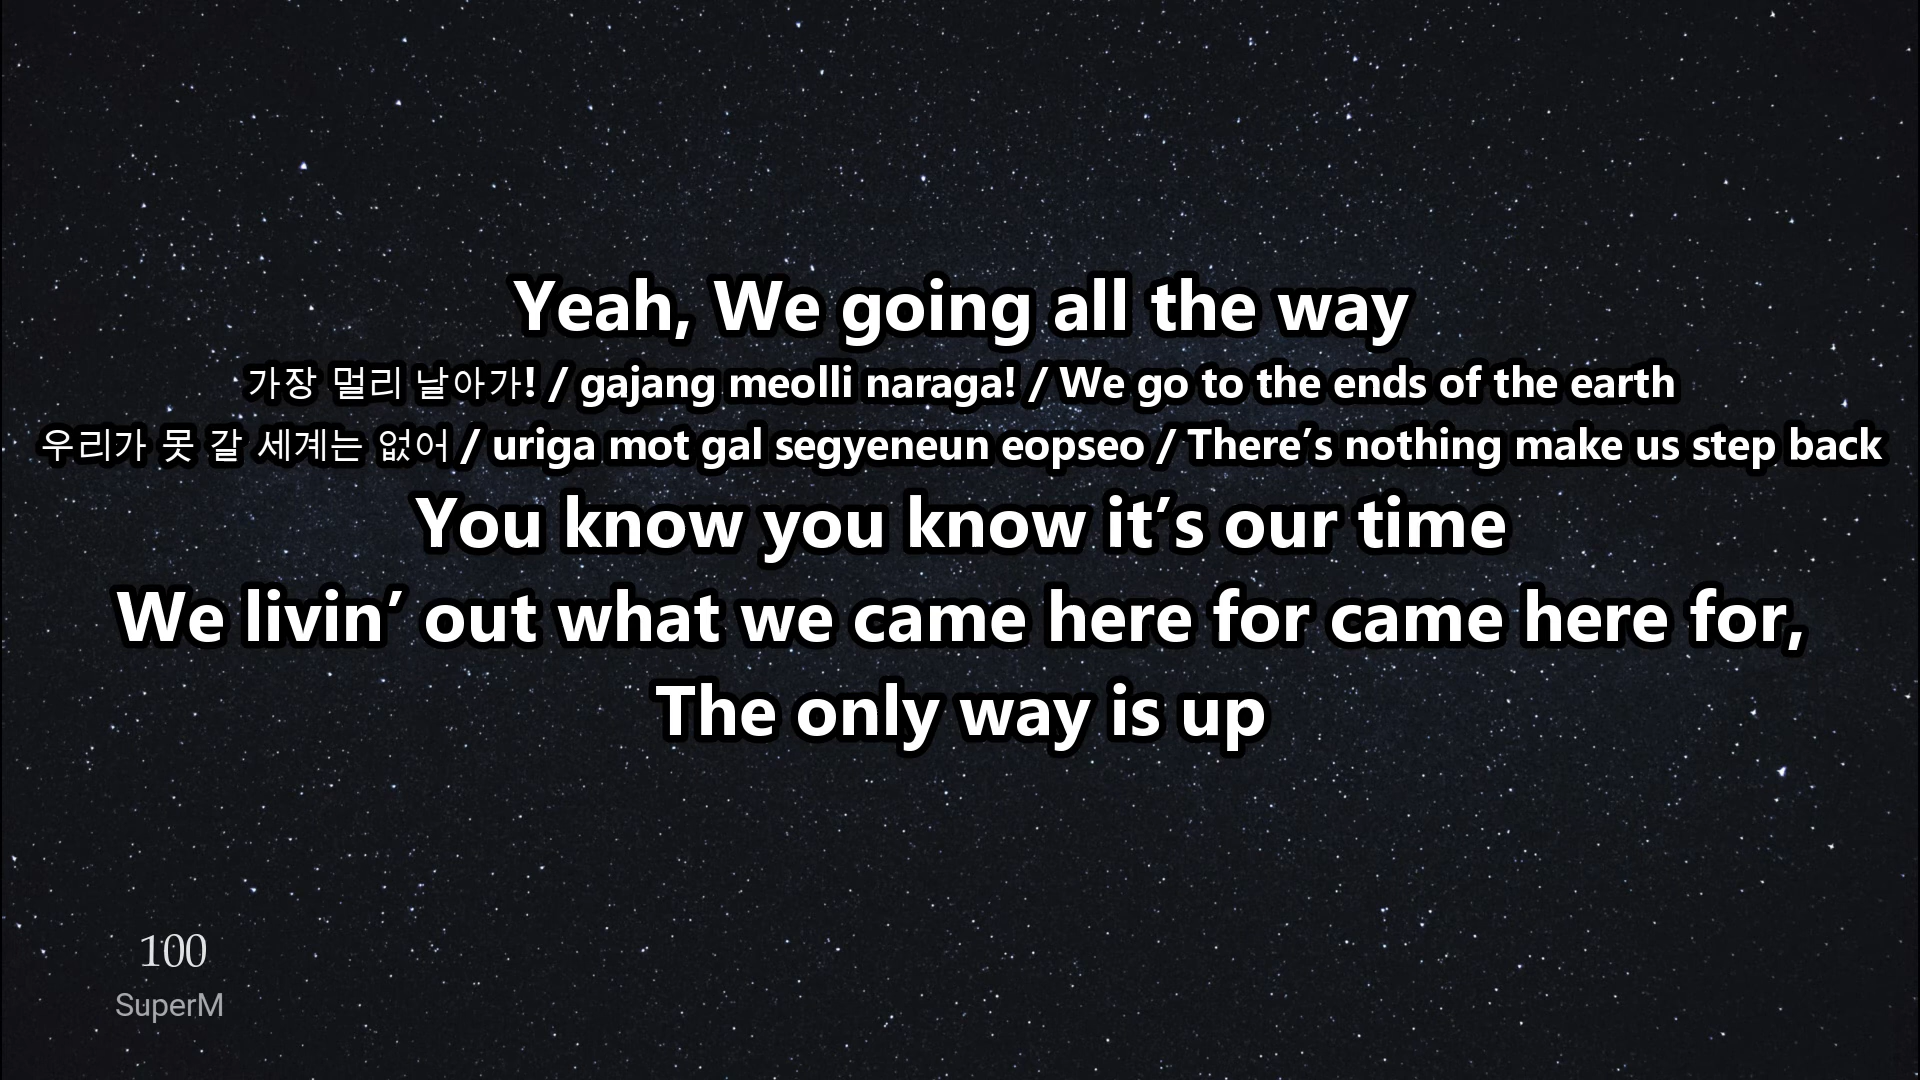 Yeah, We going all the way
가장 멀리 날아가! / gajang meolli naraga! / We go to the ends of the earth
우리가 못 갈 세계는 없어 / uriga mot gal segyeneun eopseo / There’s nothing make us step back
You know you know it’s our time
We livin’ out what we came here for came here for,
The only way is up
100
SuperM